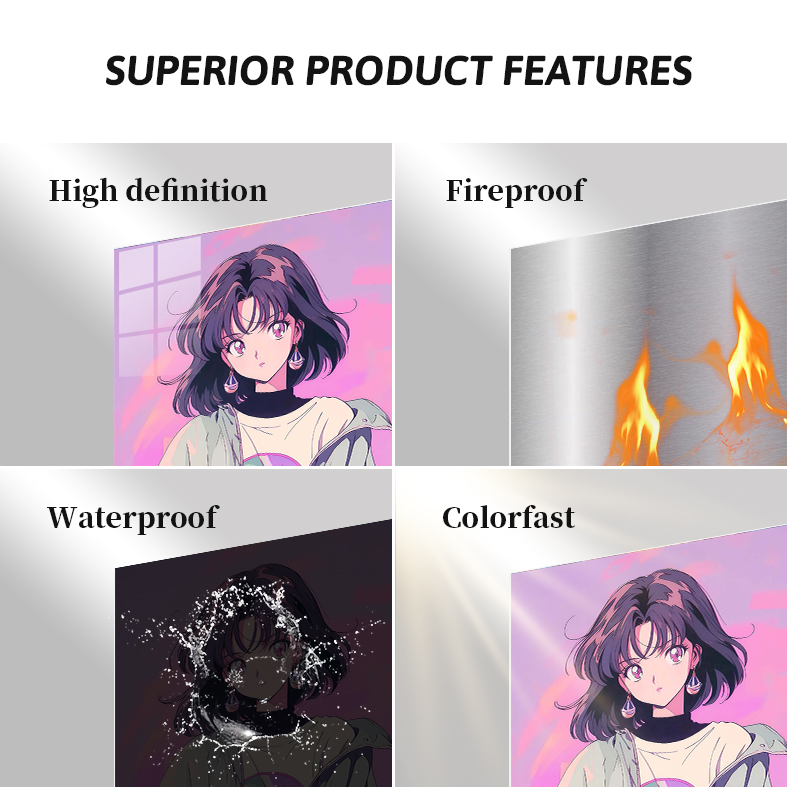 SUPERIOR PRODUCT FEATURES
High definition
Fireproof
Waterproof
Colorfast